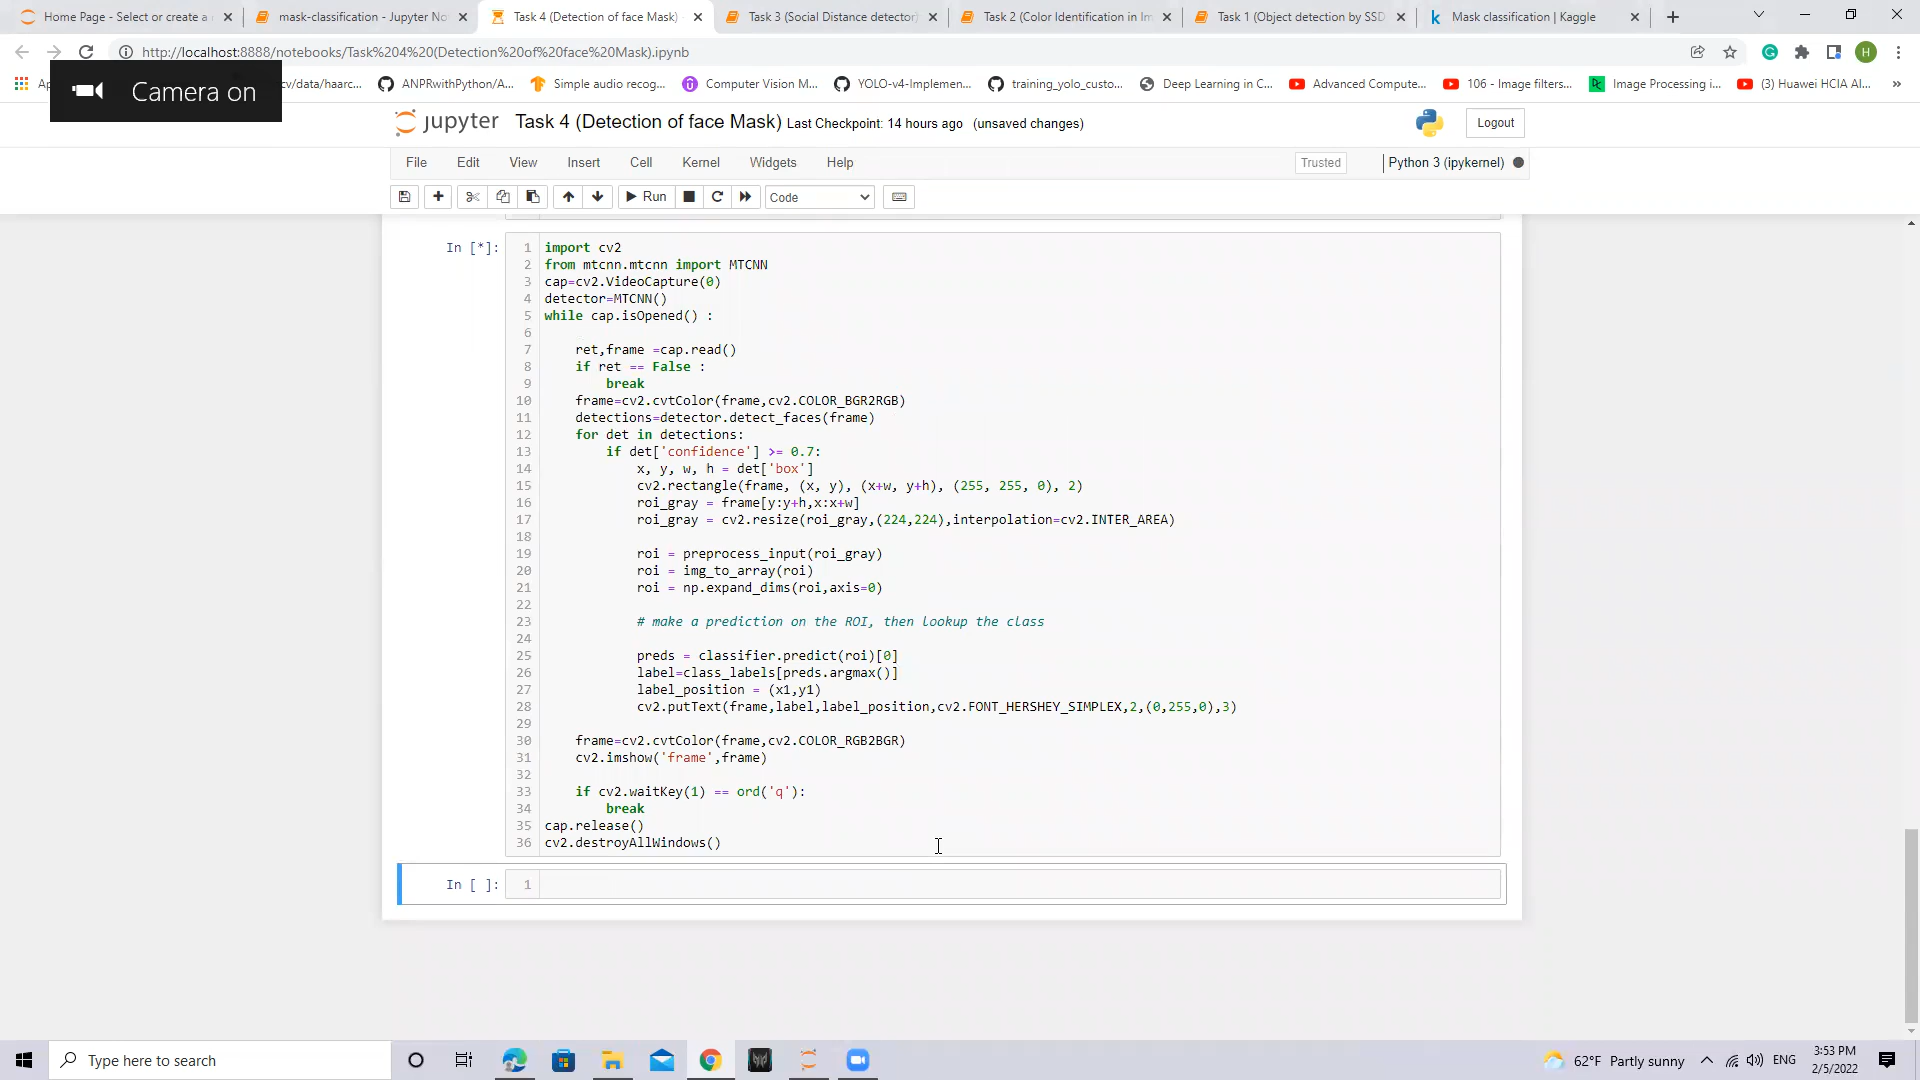 Home Page - Select or create a
mask-classification - Jupyter No
Task 4 (Detection of face Mask)
Task 3 (Social Distance detector)
Task 2 (Color Identification in Im
Task 1 (Object detection by SSD
Mask classification | Kaggle
http://localhost:8888/notebooks/Task%204%20(Detection%20of%20face%20Mask).ipynb
H
Ap
cv/data/haarc...
ANPRwithPython/A...
Simple audio recog...
Computer Vision M...
YOLO-v4-Implemen...
training_yolo_custo...
Deep Learning in C...
Advanced Compute...
106 - Image filters...
Image Processing i...
(3) Huawei HCIA AI...
»
Camera on
jupyter Task 4 (Detection of face Mask) Last Checkpoint: 14 hours ago (unsaved changes)
Logout
File Edit View Insert Cell Kernel Widgets Help
Trusted
Python 3 (ipykernel)
Run
Code
In [*]:
1 import cv2
2 from mtcnn.mtcnn import MTCNN
3 cap=cv2.VideoCapture(0)
4 detector=MTCNN()
5 while cap.isOpened() :
6
7 ret,frame =cap.read()
8 if ret == False :
9 break
10 frame=cv2.cvtColor(frame,cv2.COLOR_BGR2RGB)
11 detections=detector.detect_faces(frame)
12 for det in detections:
13 if det['confidence'] >= 0.7:
14 x, y, w, h = det['box']
15 cv2.rectangle(frame, (x, y), (x+w, y+h), (255, 255, 0), 2)
16 roi_gray = frame[y:y+h,x:x+w]
17 roi_gray = cv2.resize(roi_gray,(224,224),interpolation=cv2.INTER_AREA)
18
19 roi = preprocess_input(roi_gray)
20 roi = img_to_array(roi)
21 roi = np.expand_dims(roi,axis=0)
22
23 # make a prediction on the ROI, then lookup the class
24
25 preds = classifier.predict(roi)[0]
26 label=class_labels[preds.argmax()]
27 label_position = (x1,y1)
28 cv2.putText(frame,label,label_position,cv2.FONT_HERSHEY_SIMPLEX,2,(0,255,0),3)
29
30 frame=cv2.cvtColor(frame,cv2.COLOR_RGB2BGR)
31 cv2.imshow('frame',frame)
32
33 if cv2.waitKey(1) == ord('q'):
34 break
35 cap.release()
36 cv2.destroyAllWindows()
In [ ]:
1
Type here to search
62°F Partly sunny
ENG
3:53 PM
2/5/2022